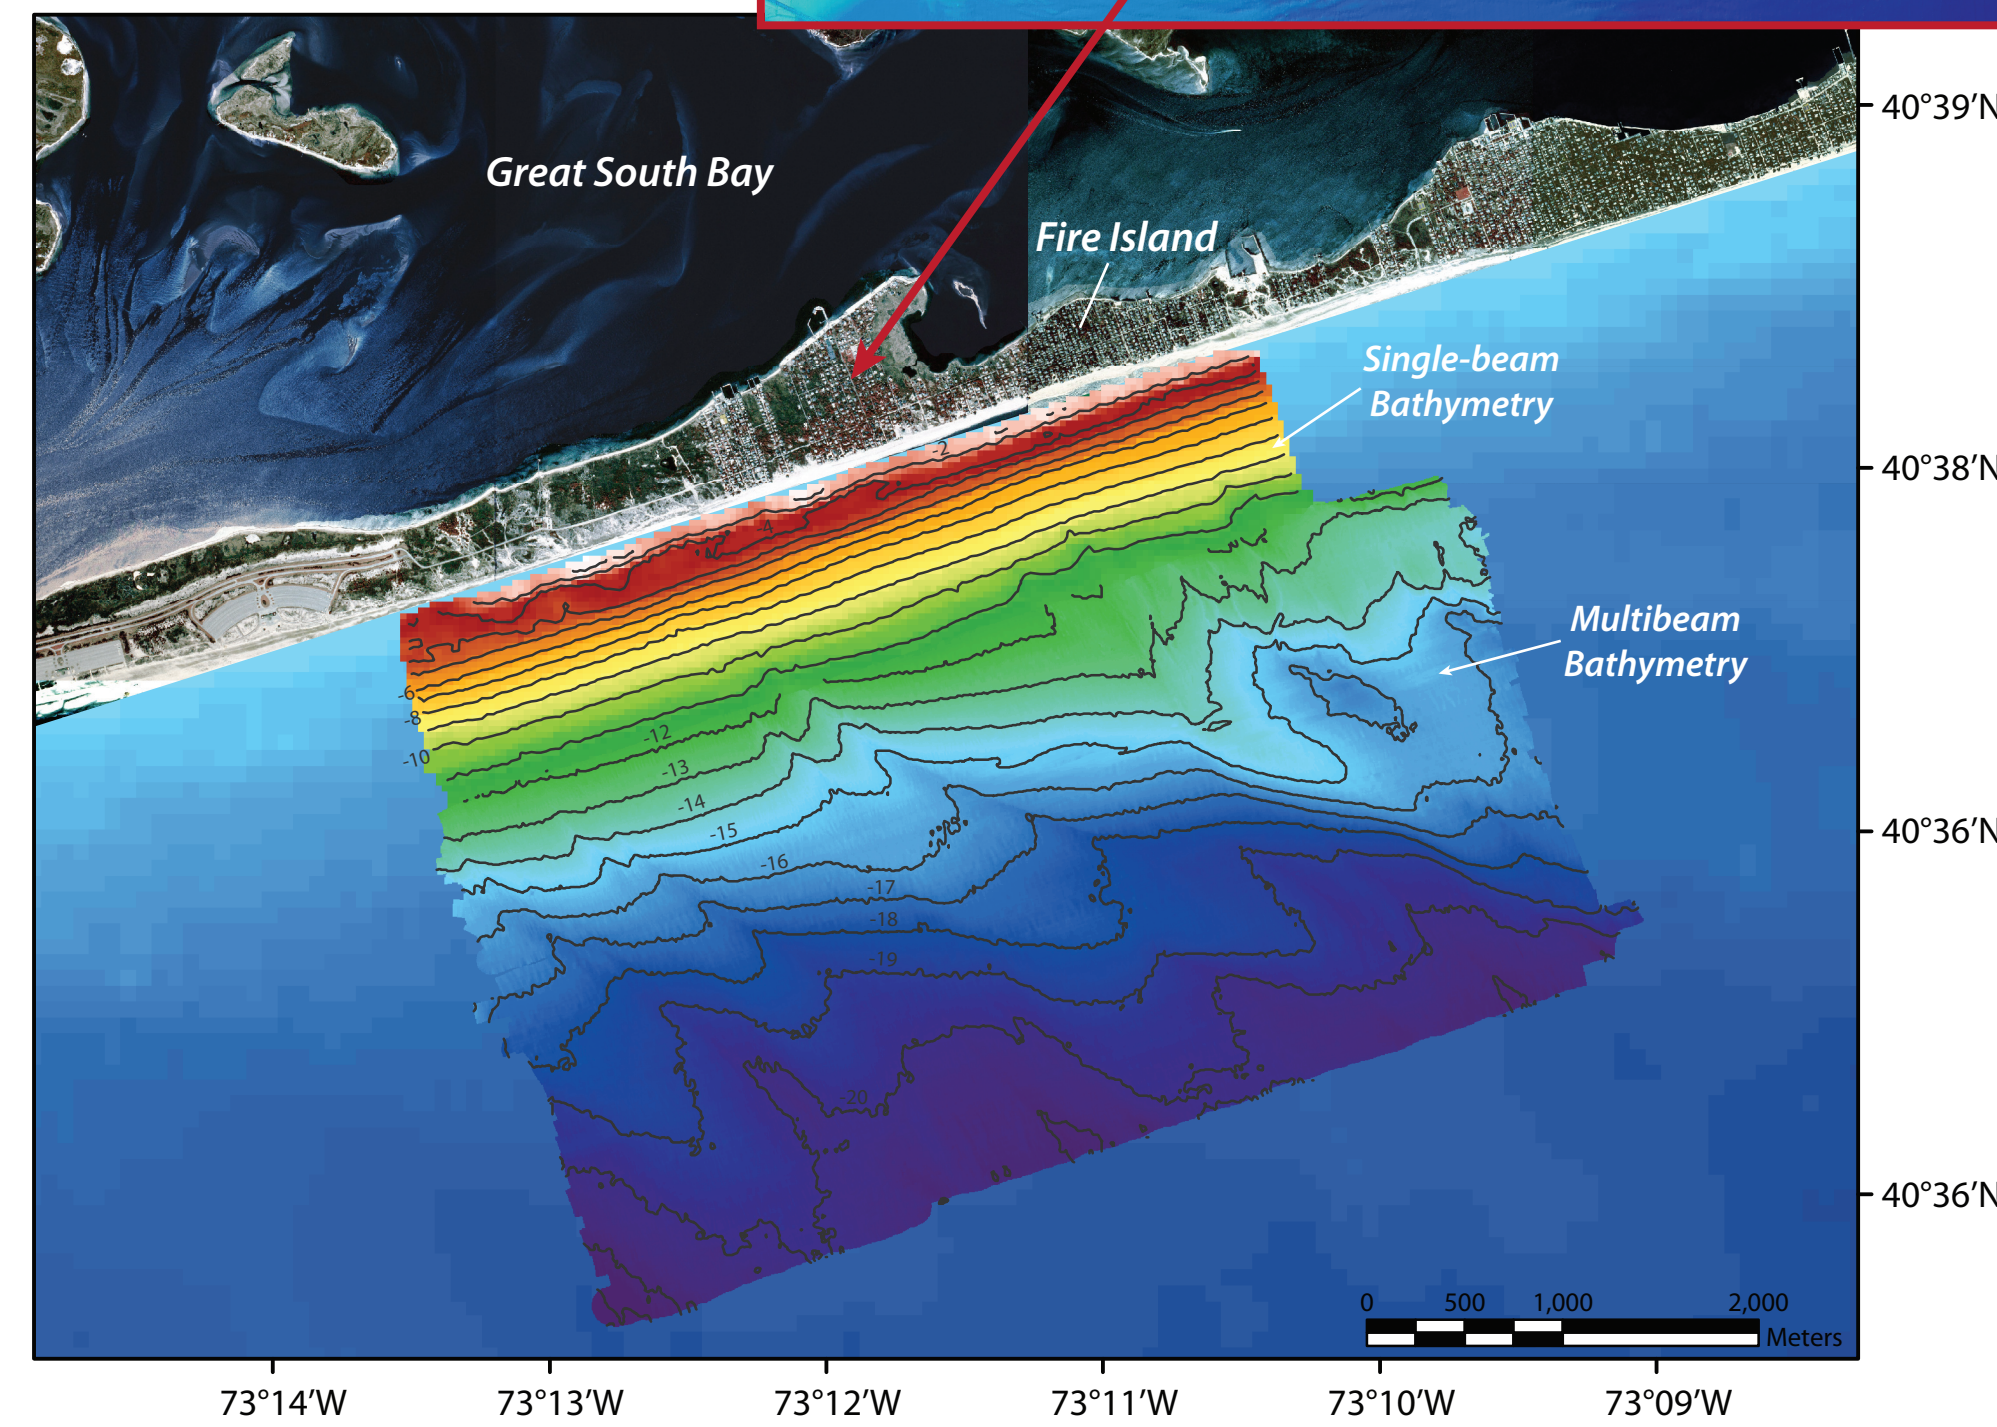 40°39’N
Great South Bay
Fire Island
Single-beam
Bathymetry
40°38’N
-2
-4
Multibeam
Bathymetry
-6
-8
-10
-12
-13
-14
-15
-16
-17
-18
-19
-20
40°36’N
40°36’N
0 500 1,000 2,000
Meters
73°14’W 73°13’W 73°12’W 73°11’W 73°10’W 73°09’W